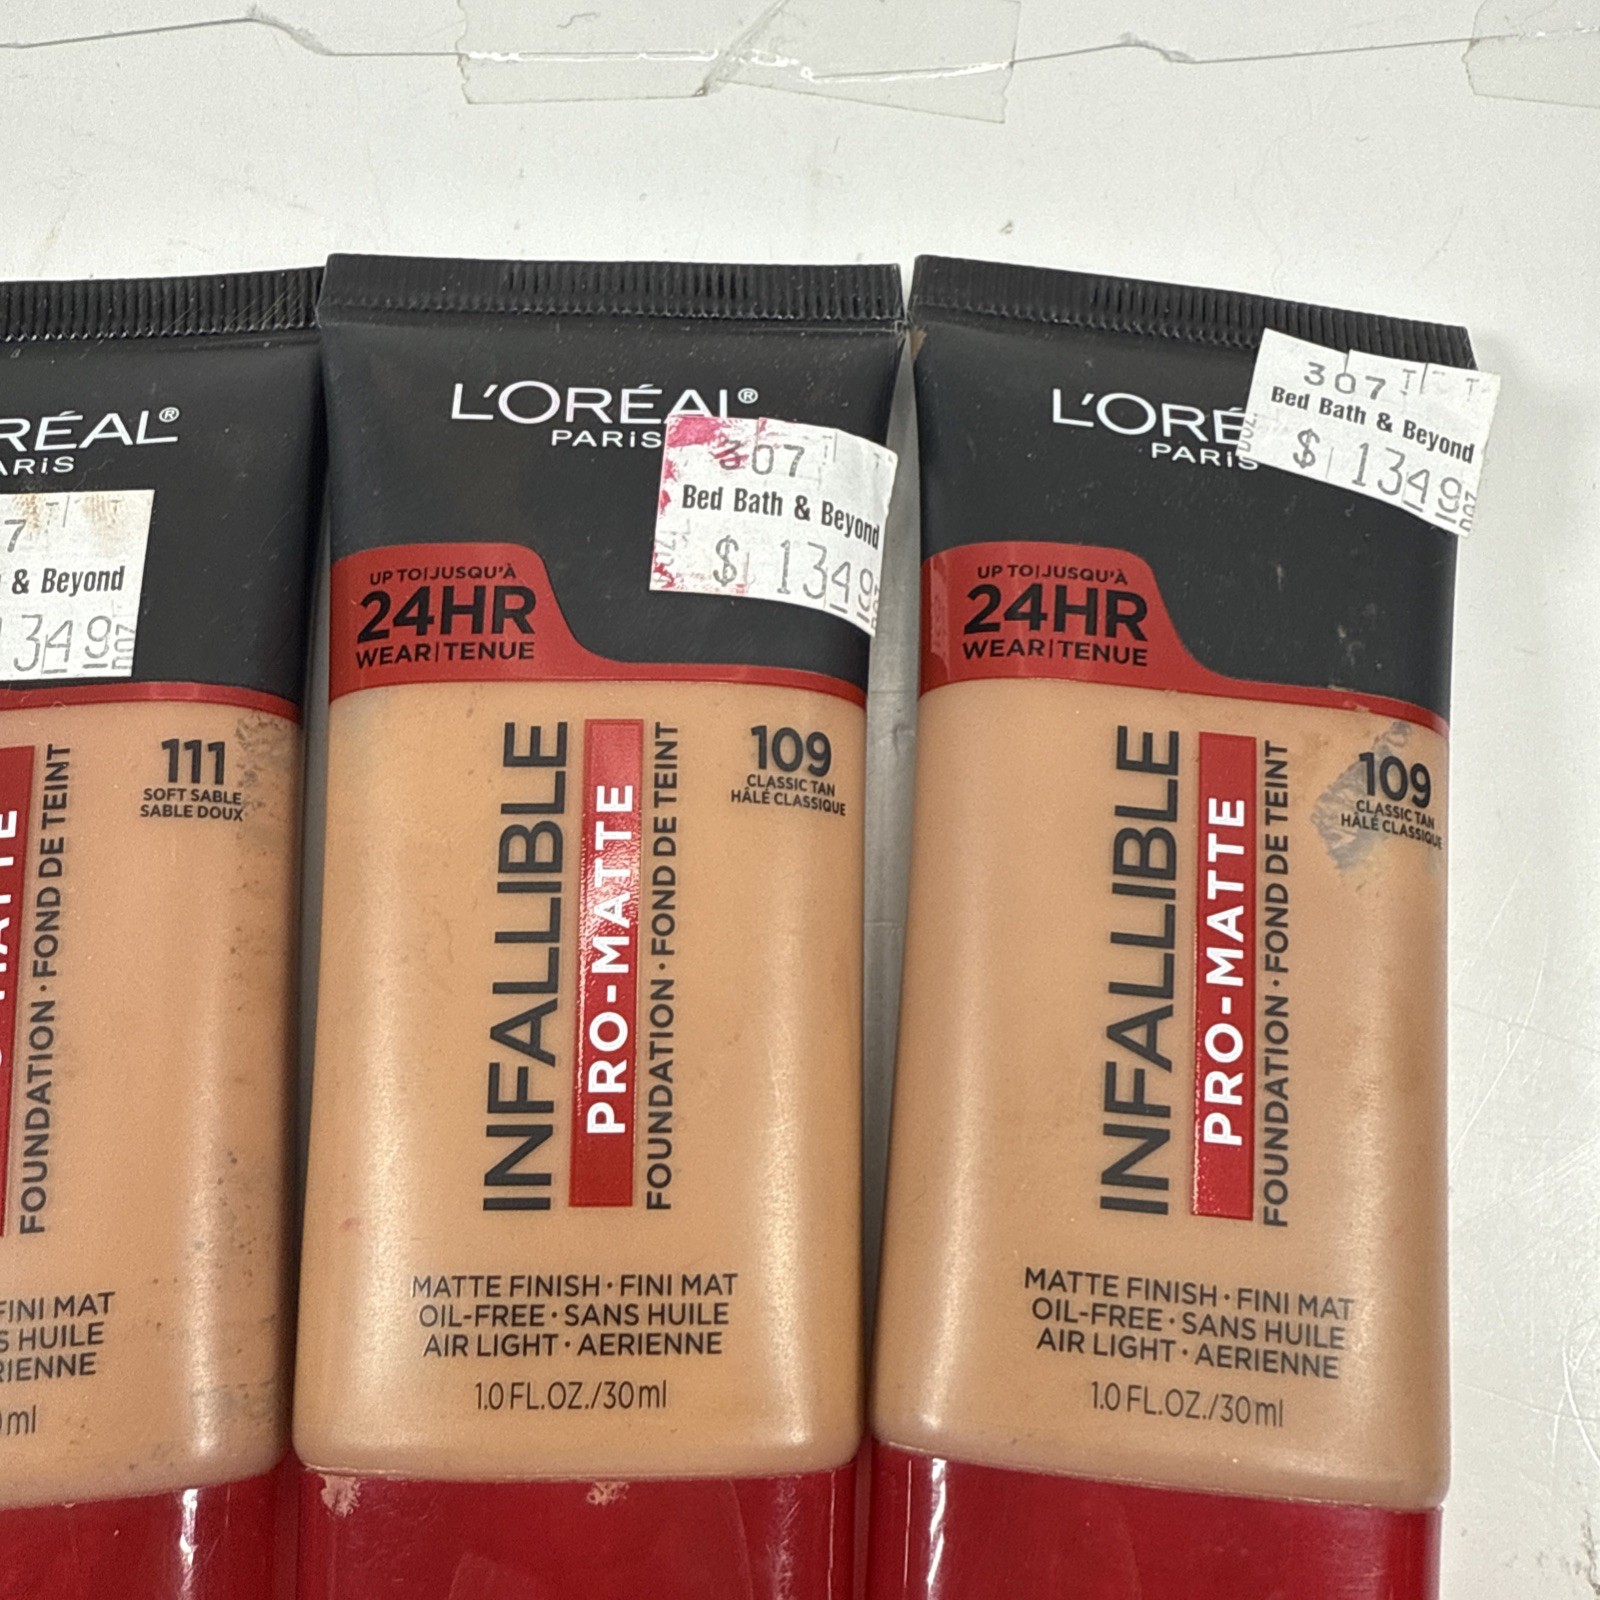 RÉAL®
ARiS
7
& Beyond
1349
D07
111
SOFT SABLE
SABLE DOUX
FOUNDATION · FOND DE TEINT
FINI MAT
S HUILE
RIENNE
ml
L'ORÉAL®
PARiS
307
Bed Bath & Beyond
$ 1349
UP TO|JUSQU'À
24HR
WEAR|TENUE
INFALLIBLE
PRO-MATTE
FOUNDATION · FOND DE TEINT
109
CLASSIC TAN
HÂLÉ CLASSIQUE
MATTE FINISH · FINI MAT
OIL-FREE · SANS HUILE
AIR LIGHT · AERIENNE
1.0 FL.OZ./30ml
L'ORÉ
PARiS
307
Bed Bath & Beyond
$ 1349
D07
UP TO|JUSQU'À
24HR
WEAR|TENUE
INFALLIBLE
PRO-MATTE
FOUNDATION · FOND DE TEINT
109
CLASSIC TAN
HÂLÉ CLASSIQUE
MATTE FINISH · FINI MAT
OIL-FREE · SANS HUILE
AIR LIGHT · AERIENNE
1.0 FL.OZ./30ml